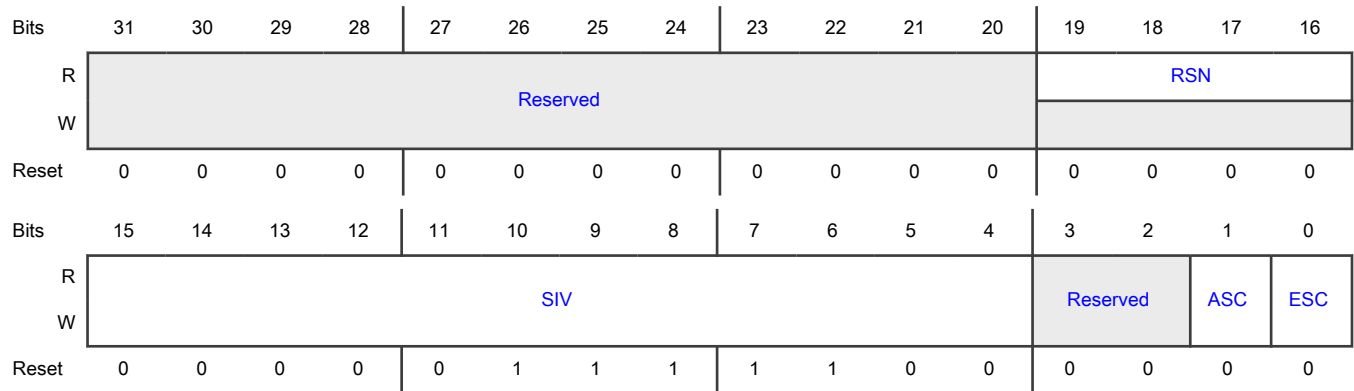 Bits 31 30 29 28 27 26 25 24 23 22 21 20 19 18 17 16
R RSN
Reserved
W
Reset 0 0 0 0 0 0 0 0 0 0 0 0 0 0 0 0
Bits 15 14 13 12 11 10 9 8 7 6 5 4 3 2 1 0
R
SIV Reserved ASC ESC
W
Reset 0 0 0 0 0 1 1 1 1 1 0 0 0 0 0 0